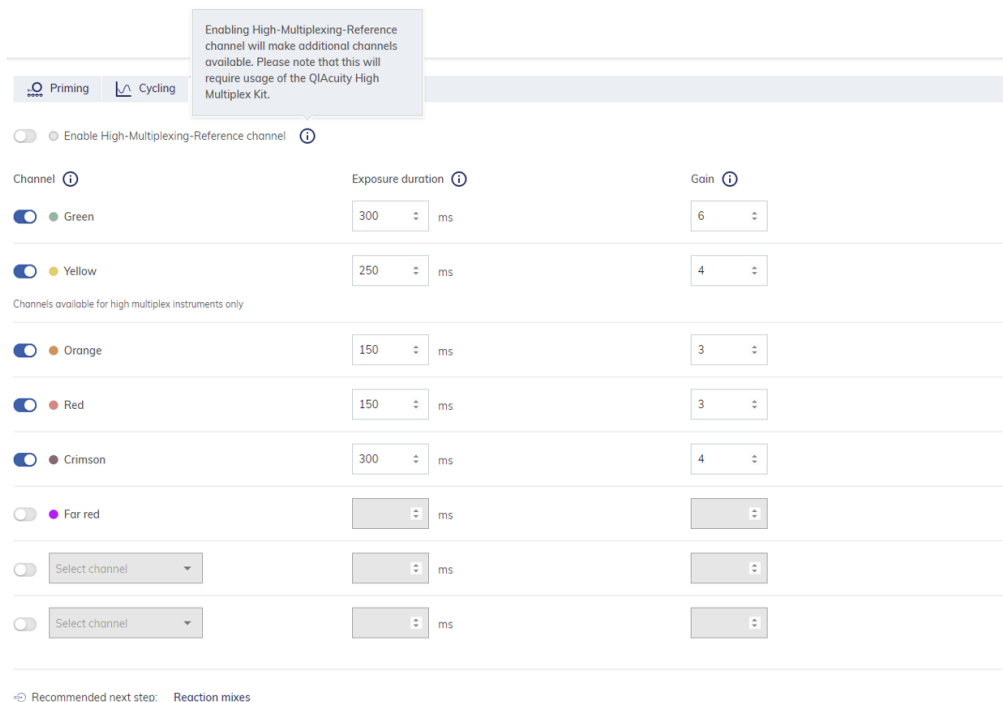 Enabling High-Multiplexing-Reference
channel will make additional channels
available. Please note that this will
require usage of the QIAcuity High
Multiplex Kit.
Priming Cycling
Enable High-Multiplexing-Reference channel
Channel Exposure duration Gain
Green 300 ms 6
Yellow 250 ms 4
Channels available for high multiplex instruments only
Orange 150 ms 3
Red 150 ms 3
Crimson 300 ms 4
Far red ms
Select channel ms
Select channel ms
Recommended next step: Reaction mixes